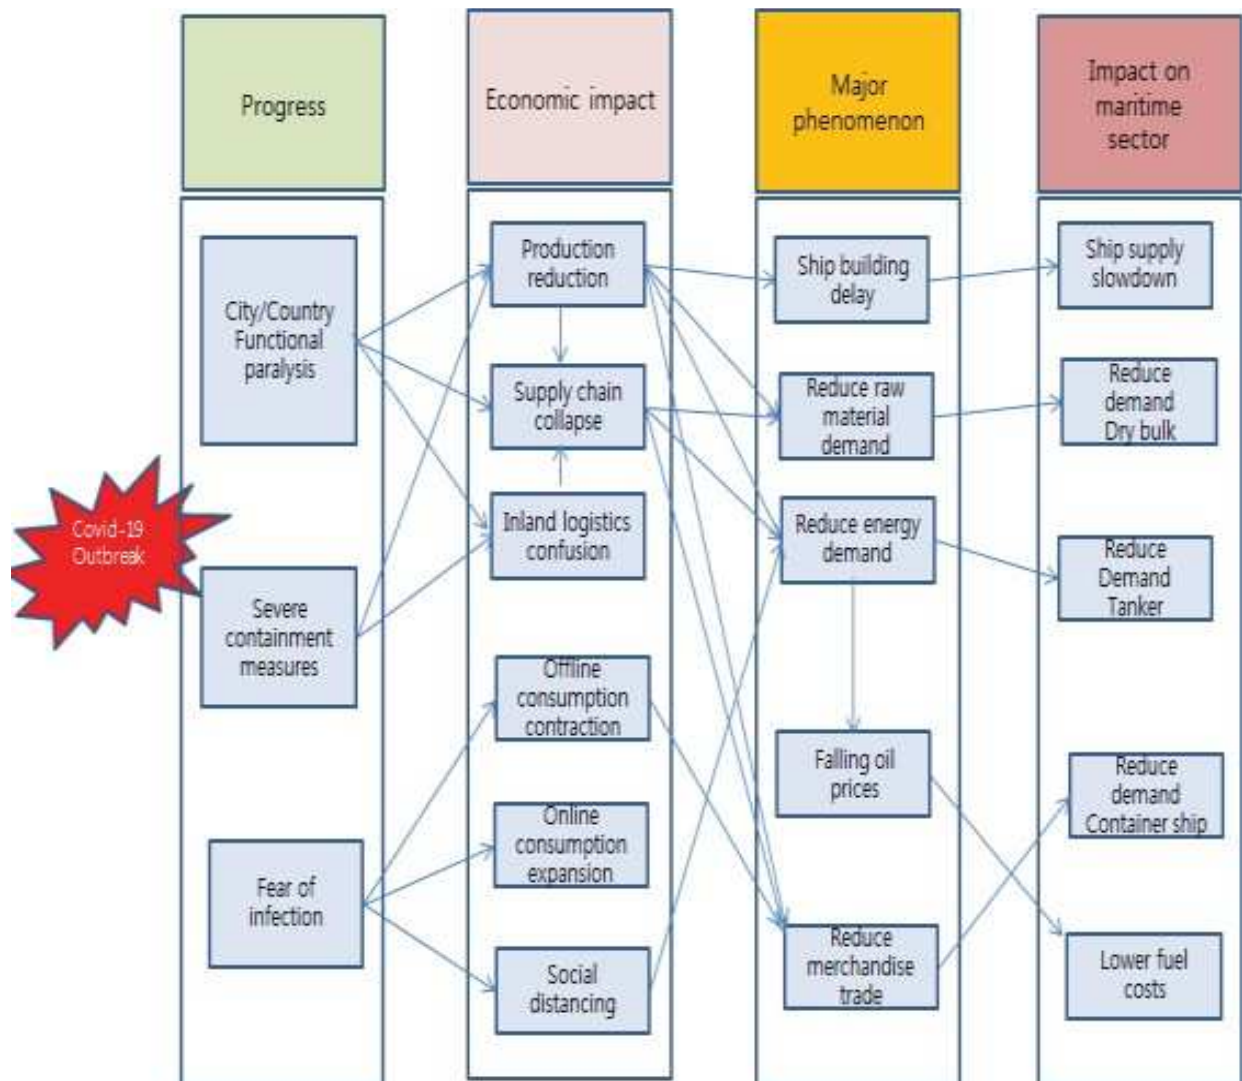 Progress
Economic impact
Major
phenomenon
Impact on
maritime
sector
City/Country
Functional
paralysis
Covid-19
Outbreak
Severe
containment
measures
Fear of
infection
Production
reduction
Supply chain
collapse
Inland logistics
confusion
Offline
consumption
contraction
Online
consumption
expansion
Social
distancing
Ship building
delay
Reduce raw
material
demand
Reduce energy
demand
Falling oil
prices
Reduce
merchandise
trade
Ship supply
slowdown
Reduce
demand
Dry bulk
Reduce
Demand
Tanker
Reduce
demand
Container ship
Lower fuel
costs